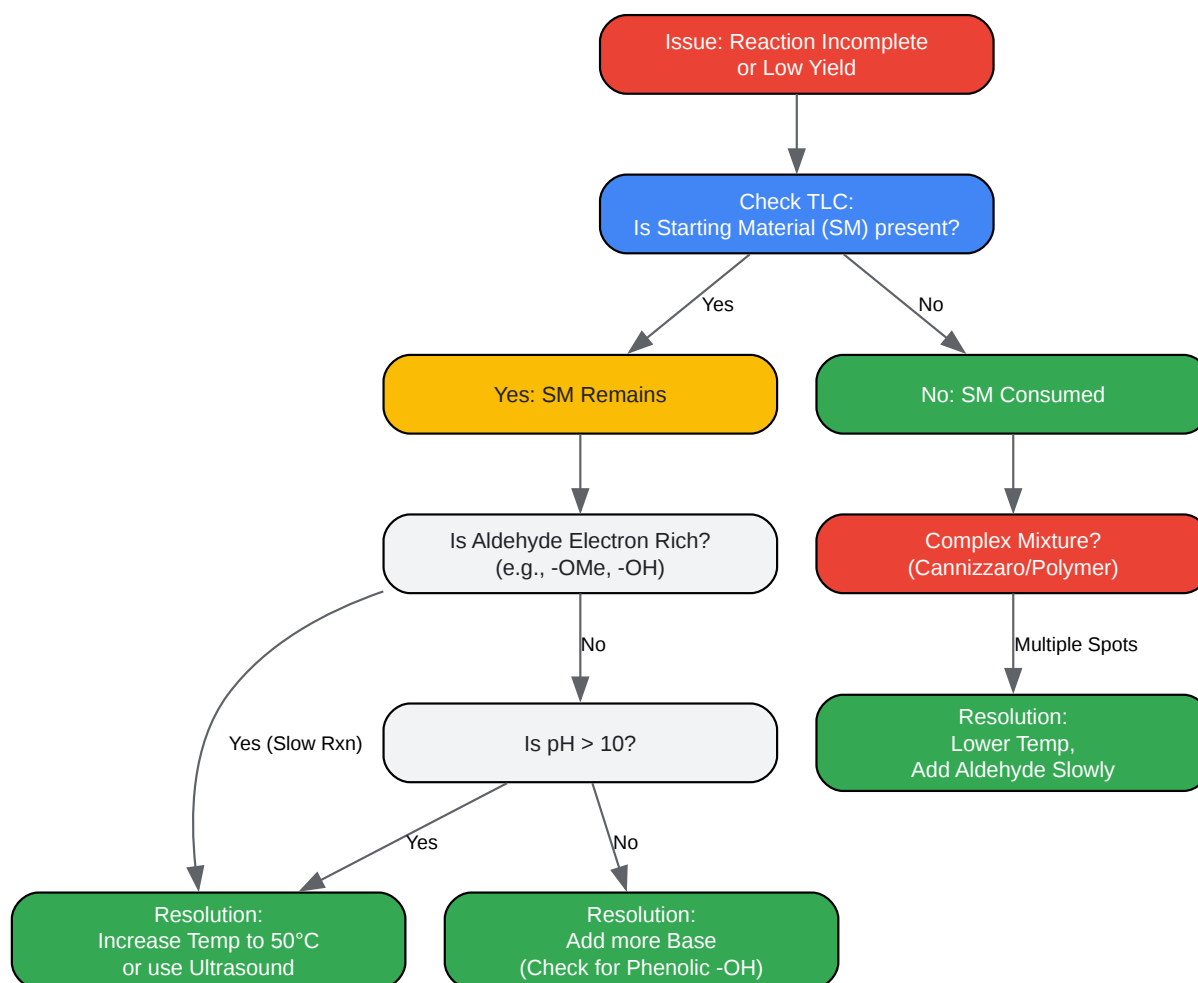 Issue: Reaction Incomplete
or Low Yield
Check TLC:
Is Starting Material (SM) present?
Yes
No
Yes: SM Remains
No: SM Consumed
Is Aldehyde Electron Rich?
(e.g., -OMe, -OH)
Complex Mixture?
(Cannizzaro/Polymer)
No
Multiple Spots
Yes (Slow Rxn)
Is pH > 10?
Resolution:
Lower Temp,
Add Aldehyde Slowly
Yes
No
Resolution:
Increase Temp to 50°C
or use Ultrasound
Resolution:
Add more Base
(Check for Phenolic -OH)